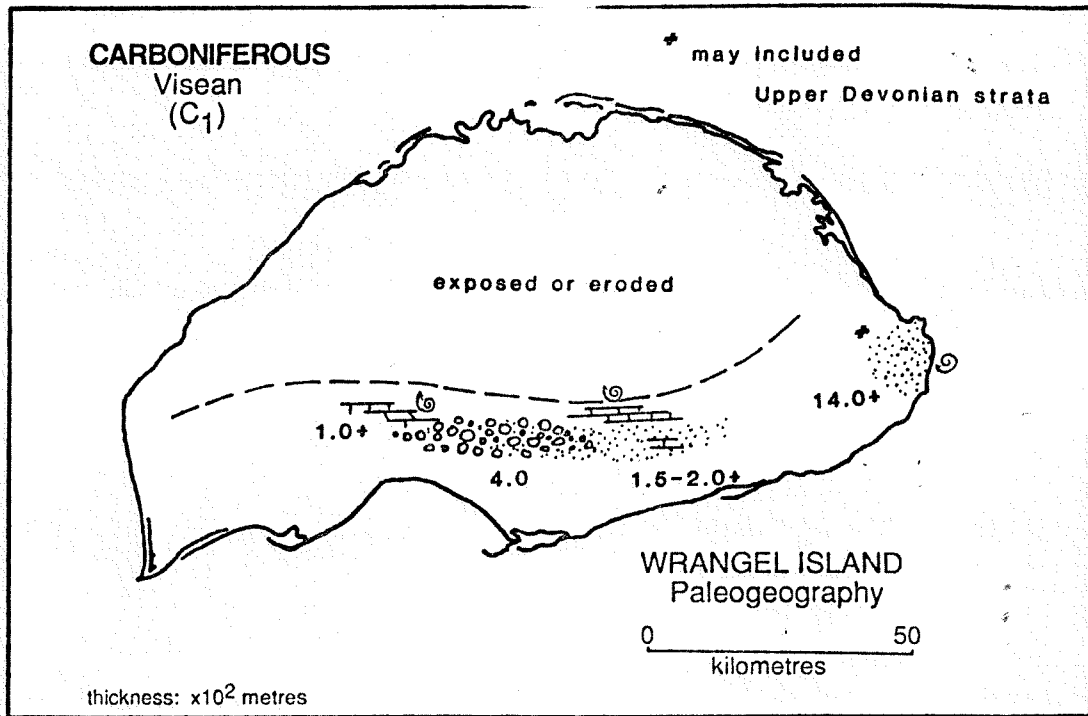 CARBONIFEROUS
Visean
(C₁)
+ may included
Upper Devonian strata
exposed or eroded
+
14.0+
1.0+
4.0
1.5-2.0+
WRANGEL ISLAND
Paleogeography
0 50
kilometres
thickness: x10² metres